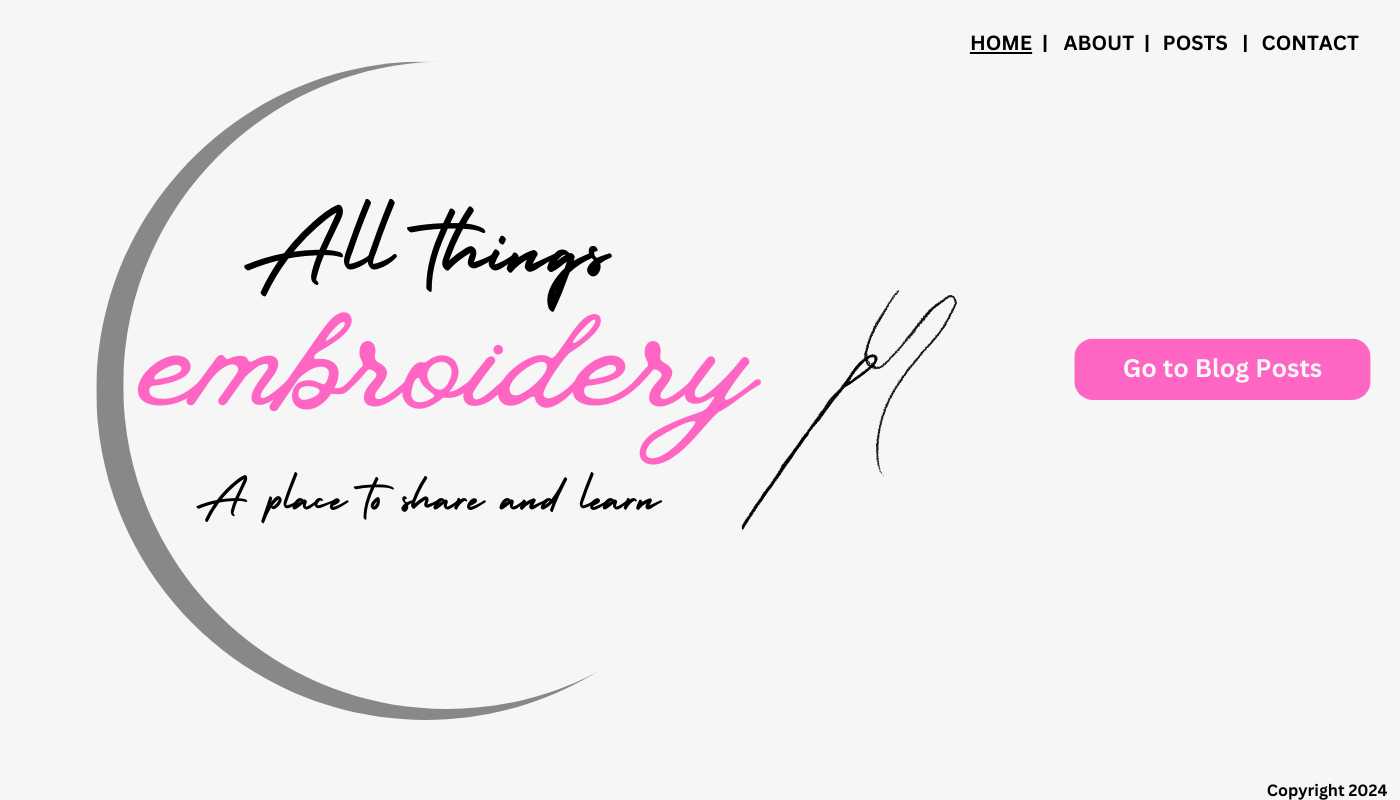 HOME | ABOUT | POSTS | CONTACT
All things
embroidery
A place to share and learn
Go to Blog Posts
Copyright 2024